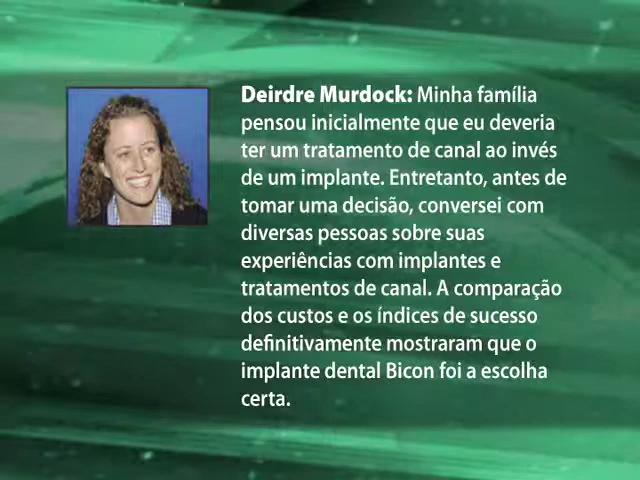 Deirdre Murdock: Minha família
pensou inicialmente que eu deveria
ter um tratamento de canal ao invés
de um implante. Entretanto, antes de
tomar uma decisão, conversei com
diversas pessoas sobre suas
experiências com implantes e
tratamentos de canal. A comparação
dos custos e os índices de sucesso
definitivamente mostraram que o
implante dental Bicon foi a escolha
certa.